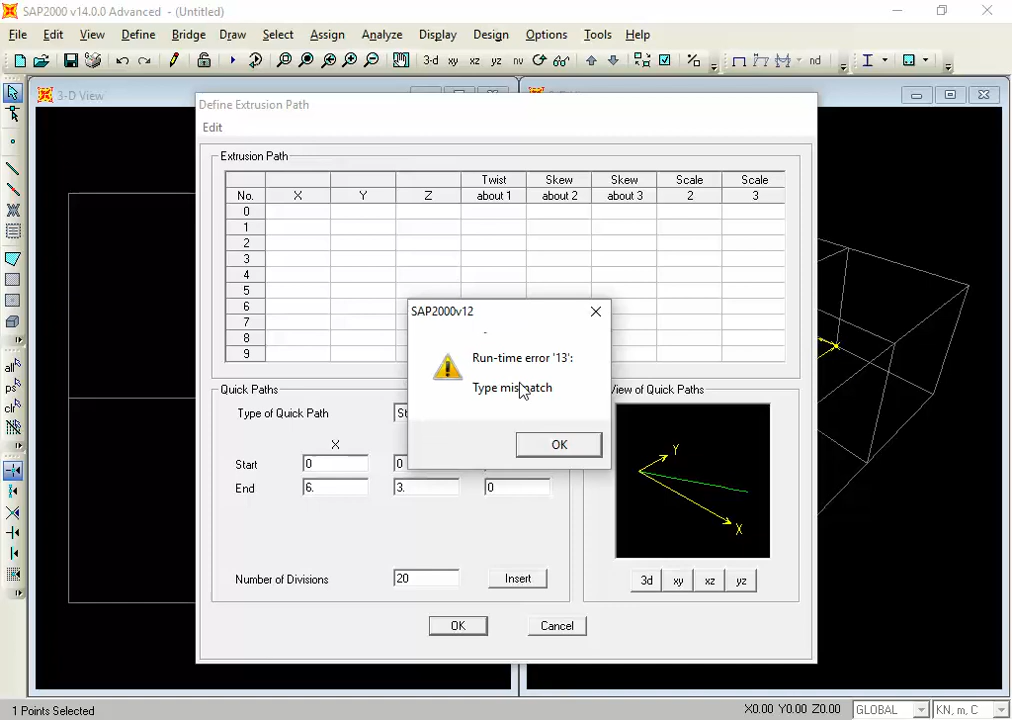 SAP2000 v14.0.0 Advanced - (Untitled)
File Edit View Define Bridge Draw Select Assign Analyze Display Design Options Tools Help
3-d xy xz yz nv nd
3-D View
Define Extrusion Path
Edit
Extrusion Path
Twist Skew Skew Scale Scale
No. X Y Z about 1 about 2 about 3 2 3
0
1
2
3
4
5
6
7
8
9
SAP2000v12
Run-time error '13':
Type mismatch
OK
Quick Paths
Type of Quick Path St
X
Start 0 0
End 6. 3. 0
Number of Divisions 20 Insert
View of Quick Paths
Y
X
3d xy xz yz
OK Cancel
all
ps
clr
1 Points Selected
X0.00 Y0.00 Z0.00 GLOBAL KN, m, C